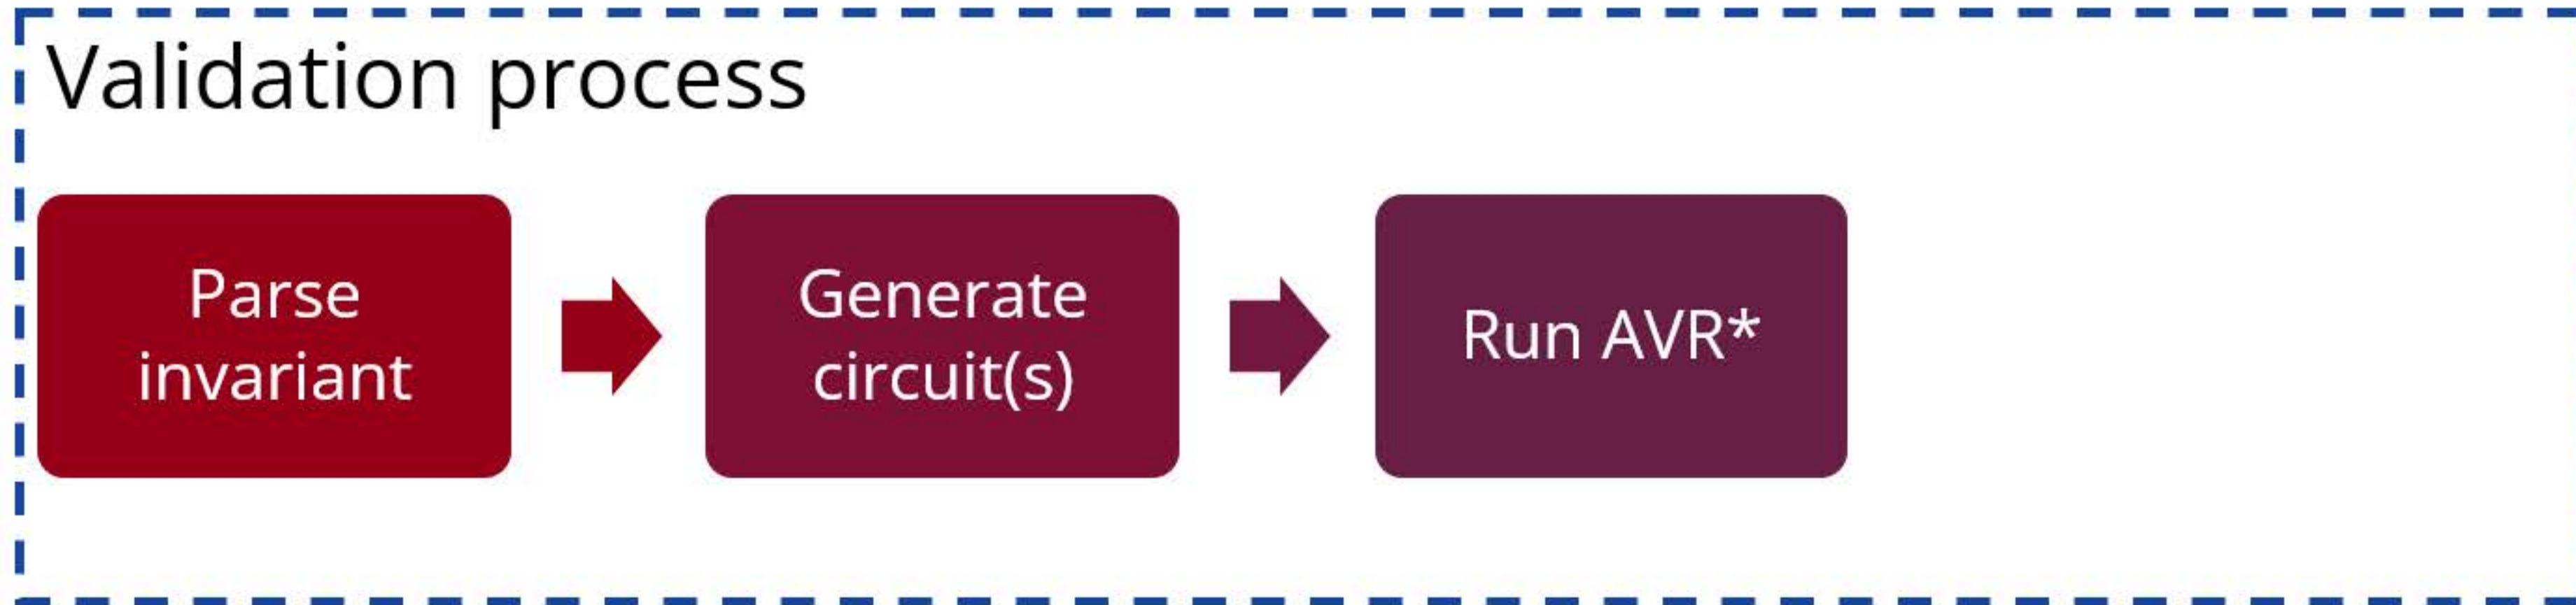 Validation process
Parse
invariant
Generate
circuit(s)
Run AVR*